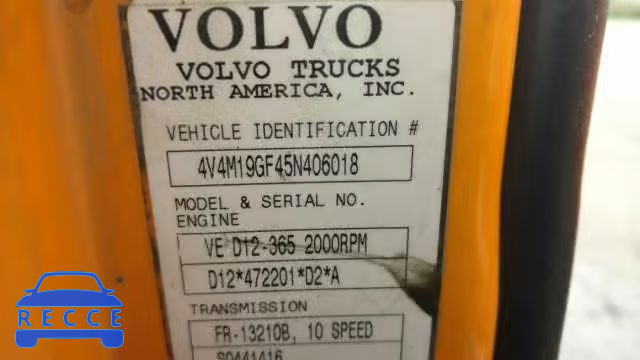 VOLVO
VOLVO TRUCKS
NORTH AMERICA, INC.
VEHICLE IDENTIFICATION #
4V4M19GF45N406018
MODEL & SERIAL NO.
ENGINE
VE D12-365 2000RPM
D12*472201*D2*A
TRANSMISSION
FR-13210B, 10 SPEED
S0441416
RECCE